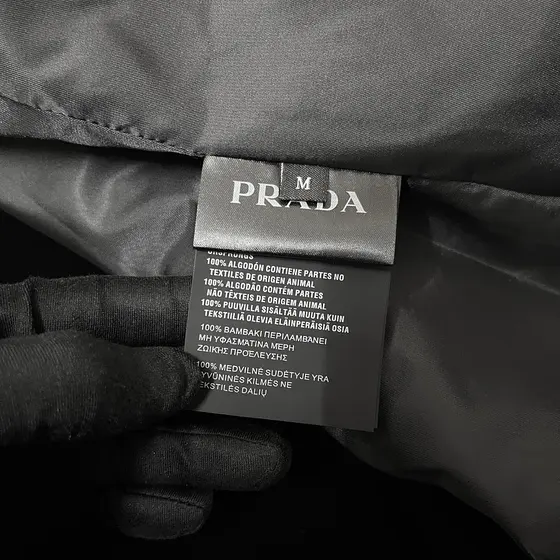 M
PRADA
URSPRUNGS
100% ALGODÓN CONTIENE PARTES NO
TEXTILES DE ORIGEN ANIMAL
100% ALGODÃO CONTÉM PARTES
NÃO TÊXTEIS DE ORIGEM ANIMAL
100% PUUVILLA SISÄLTÄÄ MUUTA KUIN
TEKSTIILIÄ OLEVIA ELÄINPERÄISIÄ OSIA
100% ΒΑΜΒΑΚΙ ΠΕΡΙΛΑΜΒΑΝΕΙ
ΜΗ ΥΦΑΣΜΑΤΙΝΑ ΜΕΡΗ
ΖΩΙΚΗΣ ΠΡΟΈΛΕΥΣΗΣ
100% MEDVILNĖ SUDĖTYJE YRA
GYVŪNINĖS KILMĖS NE
TEKSTILĖS DALIŲ